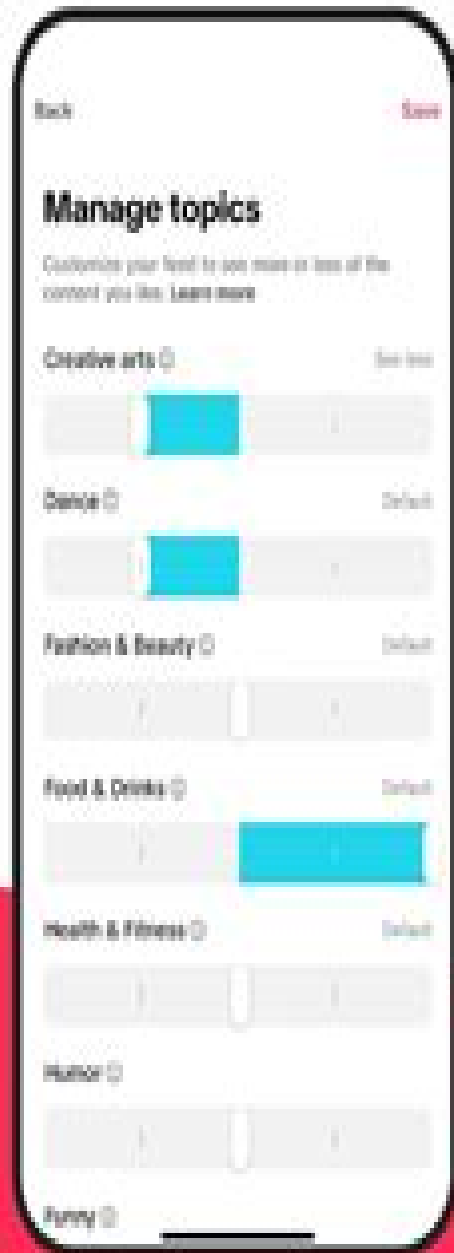 Back
Save
Manage topics
Customize your feed to see more or less of the
content you like. Learn more
Creative arts
See less
Dance
Default
Fashion & Beauty
Default
Food & Drinks
Default
Health & Fitness
Default
Humor
Funny